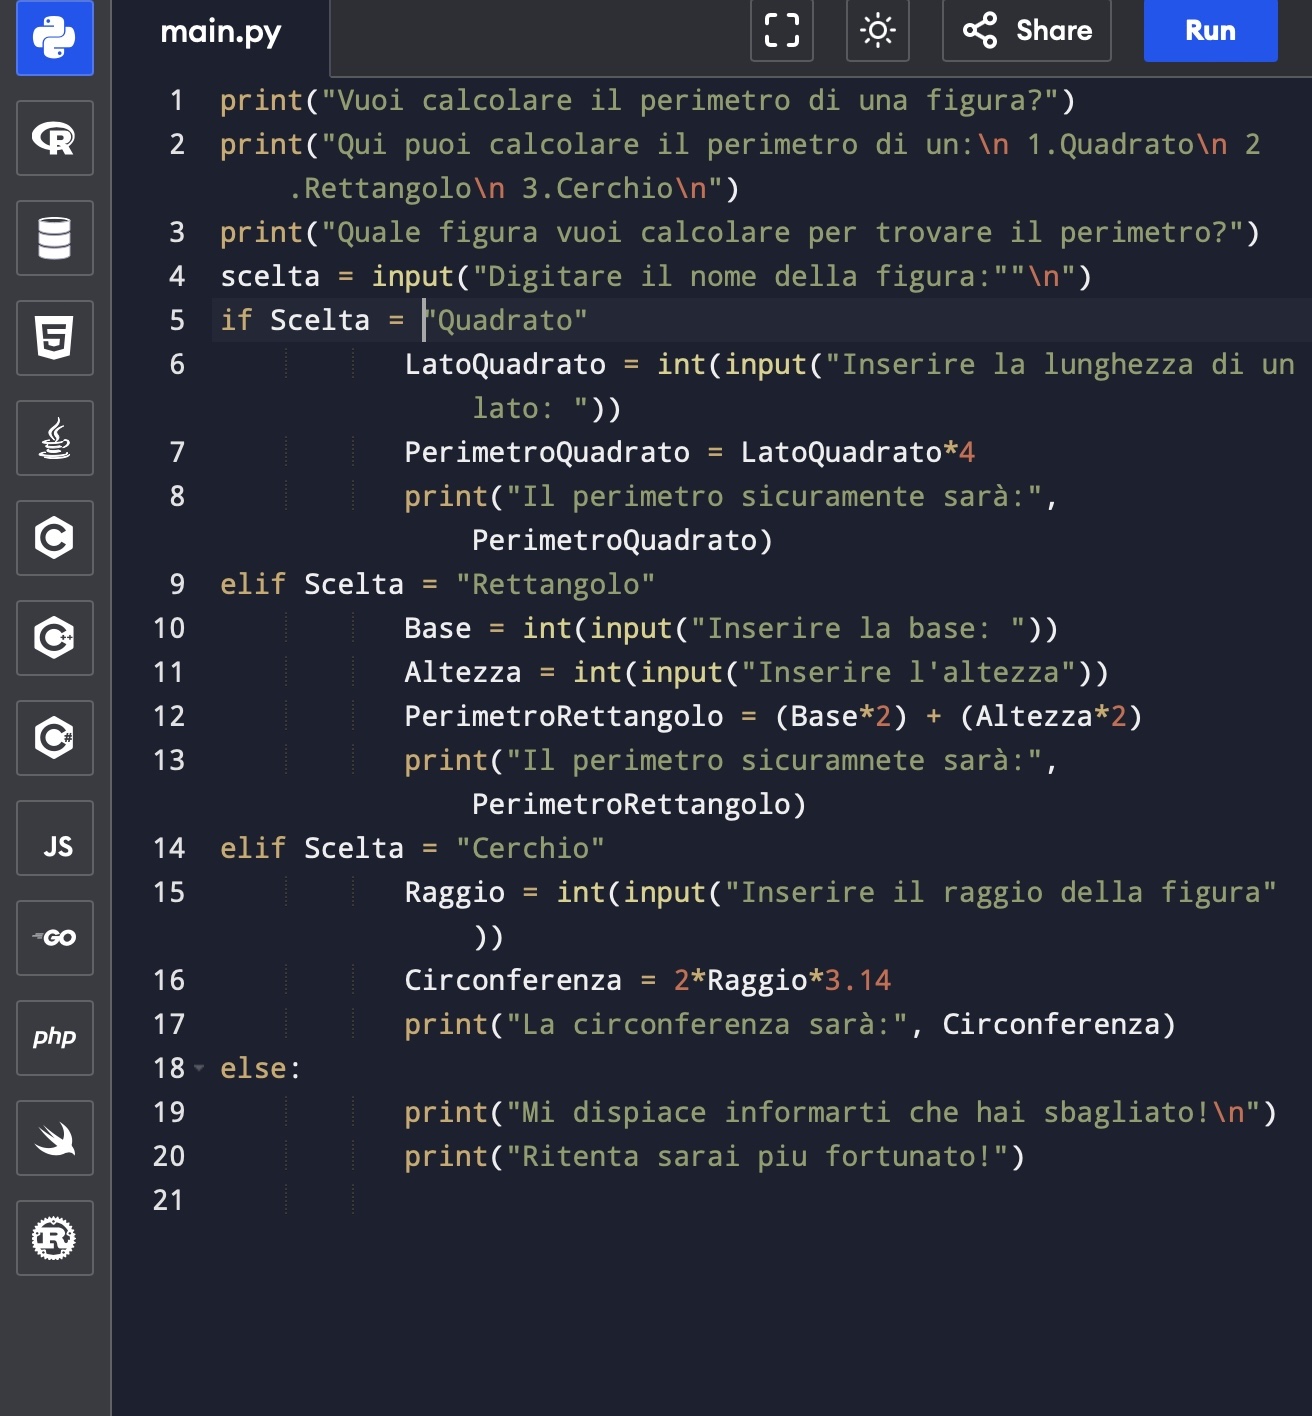 main.py
Share
Run
1 print("Vuoi calcolare il perimetro di una figura?")
2 print("Qui puoi calcolare il perimetro di un:\n 1.Quadrato\n 2
.Rettangolo\n 3.Cerchio\n")
3 print("Quale figura vuoi calcolare per trovare il perimetro?")
4 scelta = input("Digitare il nome della figura:""\n")
5 if Scelta = "Quadrato"
6 LatoQuadrato = int(input("Inserire la lunghezza di un
lato: "))
7 PerimetroQuadrato = LatoQuadrato*4
8 print("Il perimetro sicuramente sarà:",
PerimetroQuadrato)
9 elif Scelta = "Rettangolo"
10 Base = int(input("Inserire la base: "))
11 Altezza = int(input("Inserire l'altezza"))
12 PerimetroRettangolo = (Base*2) + (Altezza*2)
13 print("Il perimetro sicuramnete sarà:",
PerimetroRettangolo)
14 elif Scelta = "Cerchio"
15 Raggio = int(input("Inserire il raggio della figura"
))
16 Circonferenza = 2*Raggio*3.14
17 print("La circonferenza sarà:", Circonferenza)
18 else:
19 print("Mi dispiace informarti che hai sbagliato!\n")
20 print("Ritenta sarai piu fortunato!")
21
R
5
C
C++
C#
JS
GO
php
R